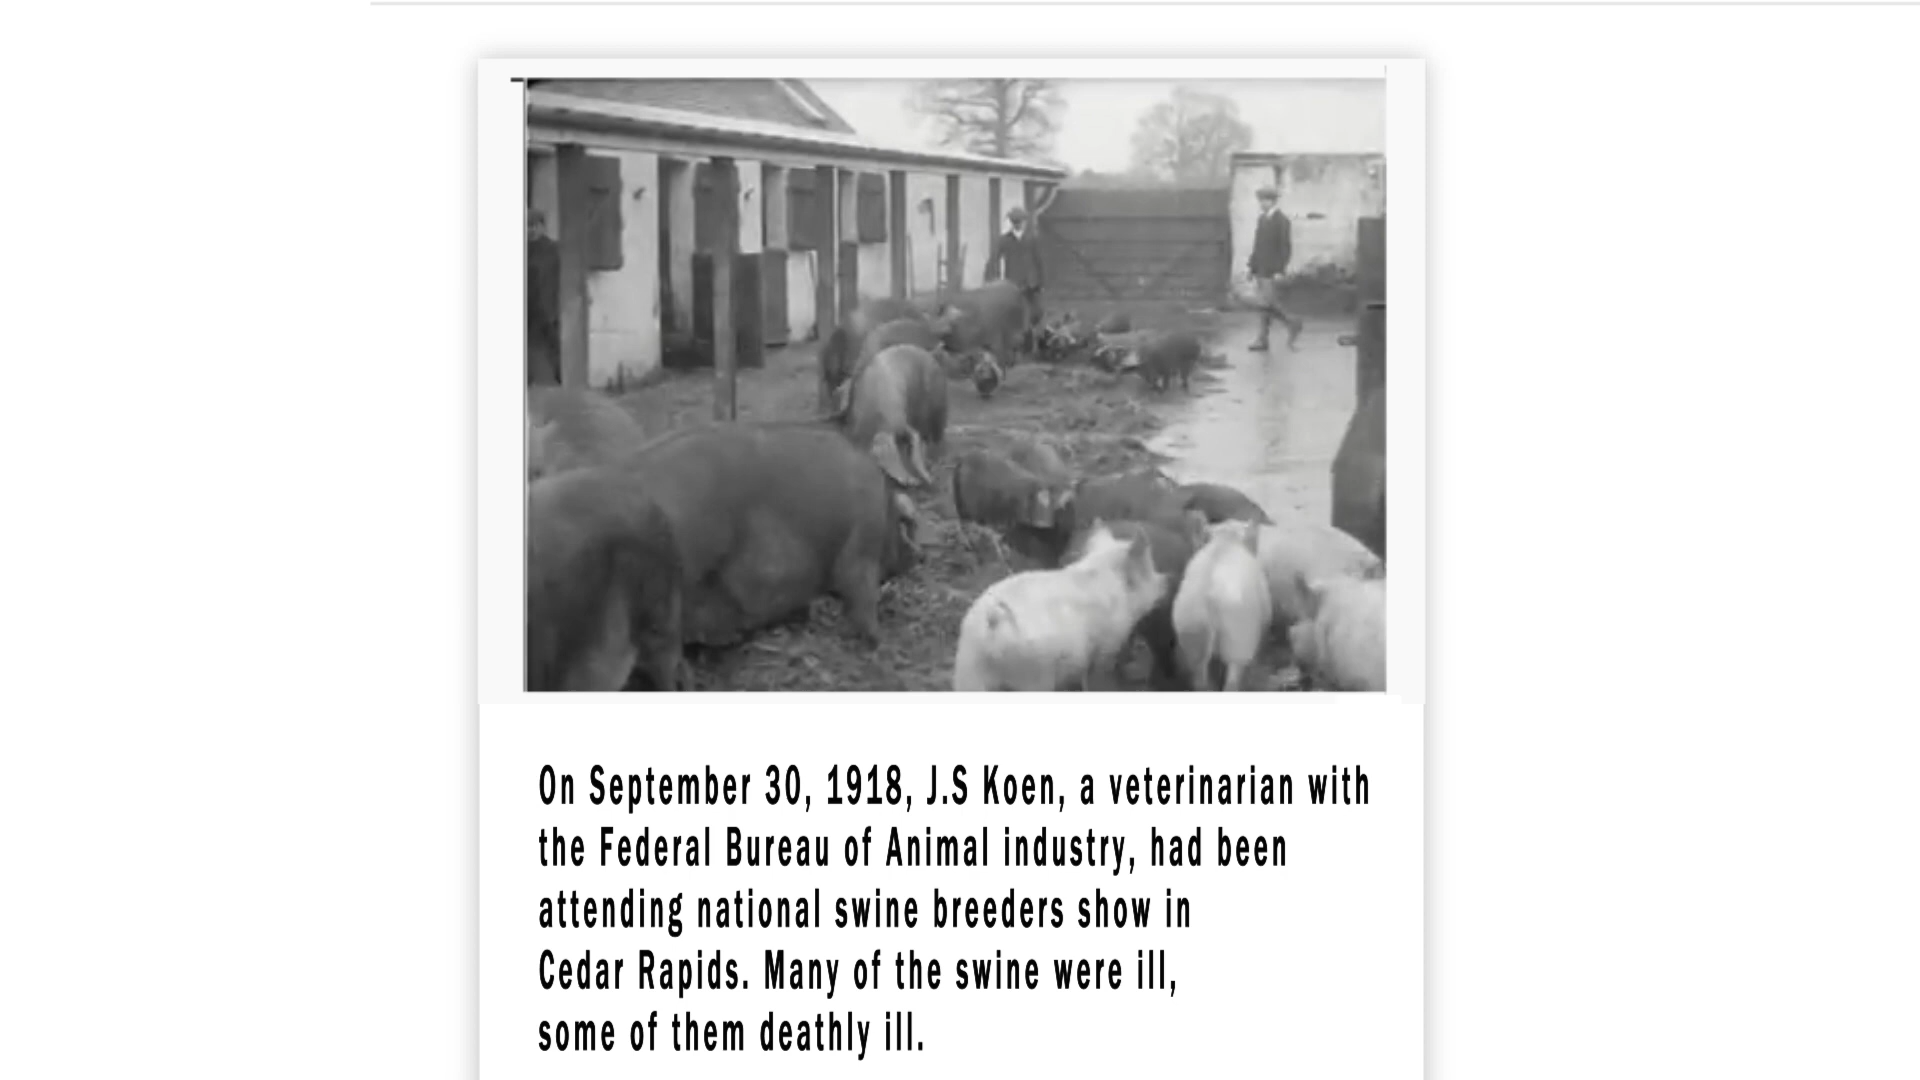 On September 30, 1918, J.S Koen, a veterinarian with
the Federal Bureau of Animal industry, had been
attending national swine breeders show in
Cedar Rapids. Many of the swine were ill,
some of them deathly ill.